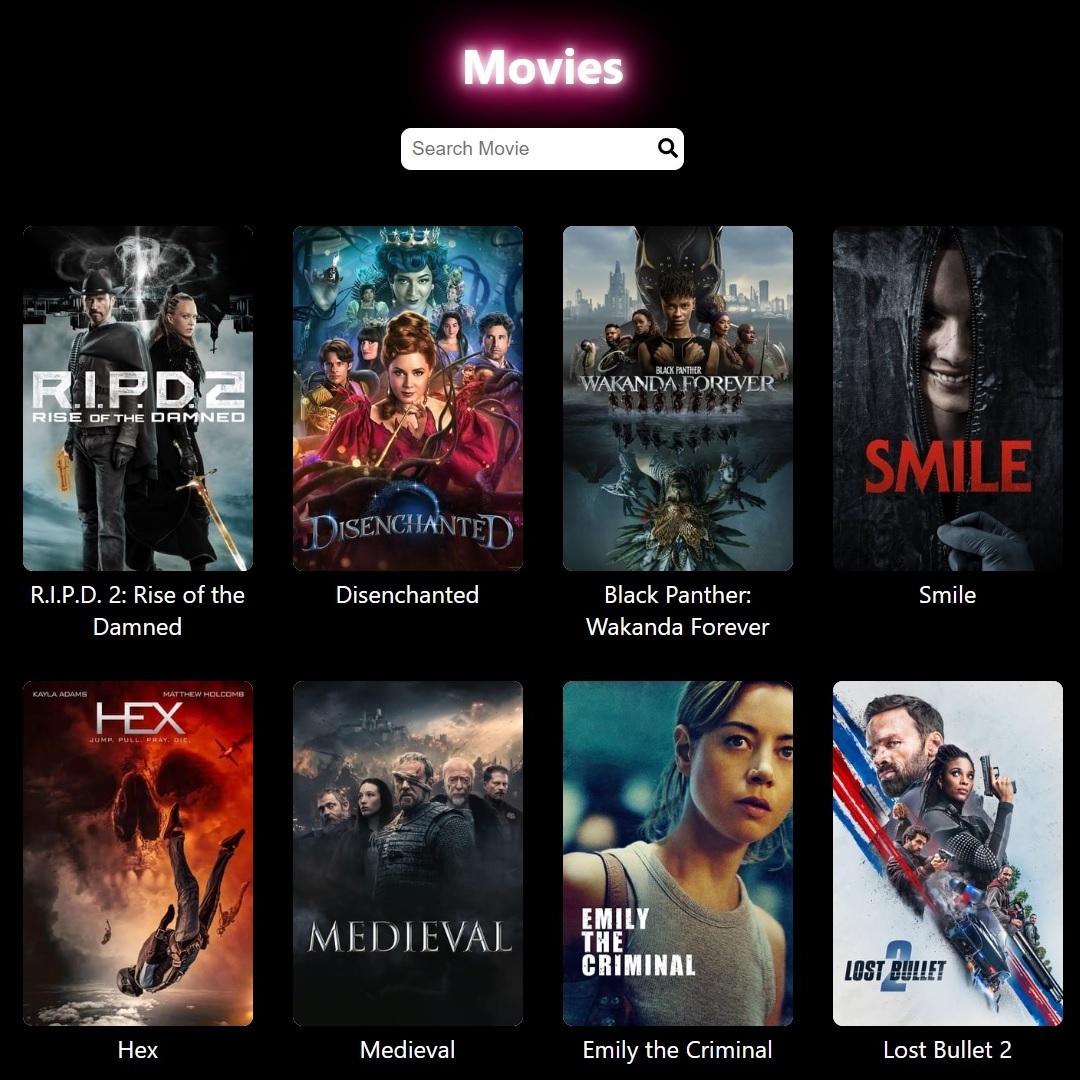 Movies
Search Movie
R.I.P.D.2
RISE OF THE DAMNED
DISENCHANTED
BLACK PANTHER
WAKANDA FOREVER
SMILE
R.I.P.D. 2: Rise of the
Damned
Disenchanted
Black Panther:
Wakanda Forever
Smile
KAYLA ADAMS MATTHEW HOLCOMB
HEX
JUMP. PULL. PRAY. DIE.
MEDIEVAL
EMILY
THE
CRIMINAL
LOST BULLET
2
Hex
Medieval
Emily the Criminal
Lost Bullet 2